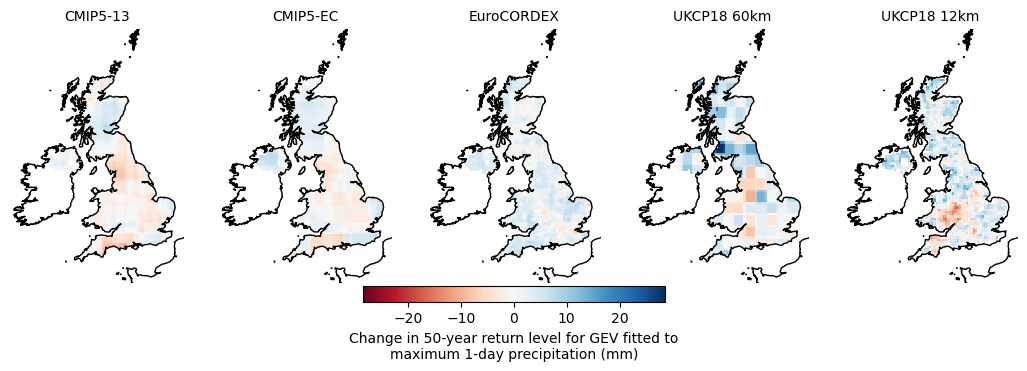 CMIP5-13
CMIP5-EC
EuroCORDEX
UKCP18 60km
UKCP18 12km
−20
−10
0
10
20
Change in 50-year return level for GEV fitted to
maximum 1-day precipitation (mm)